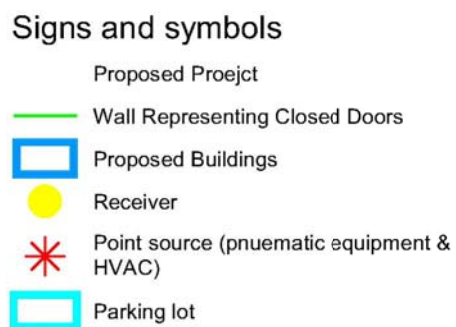 Signs and symbols
Proposed Proejct
Wall Representing Closed Doors
Proposed Buildings
Receiver
Point source (pnuematic equipment &
HVAC)
Parking lot